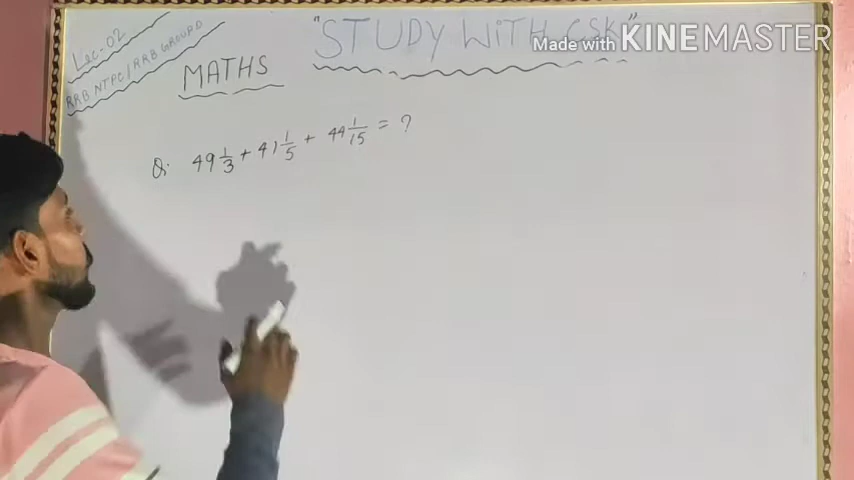 Lec-02
RRB NTPC / RRB GROUP D
"STUDY WITH CSK"
Made with KINEMASTER
MATHS
Q. 49 1/3 + 41 1/5 + 44 1/15 = ?